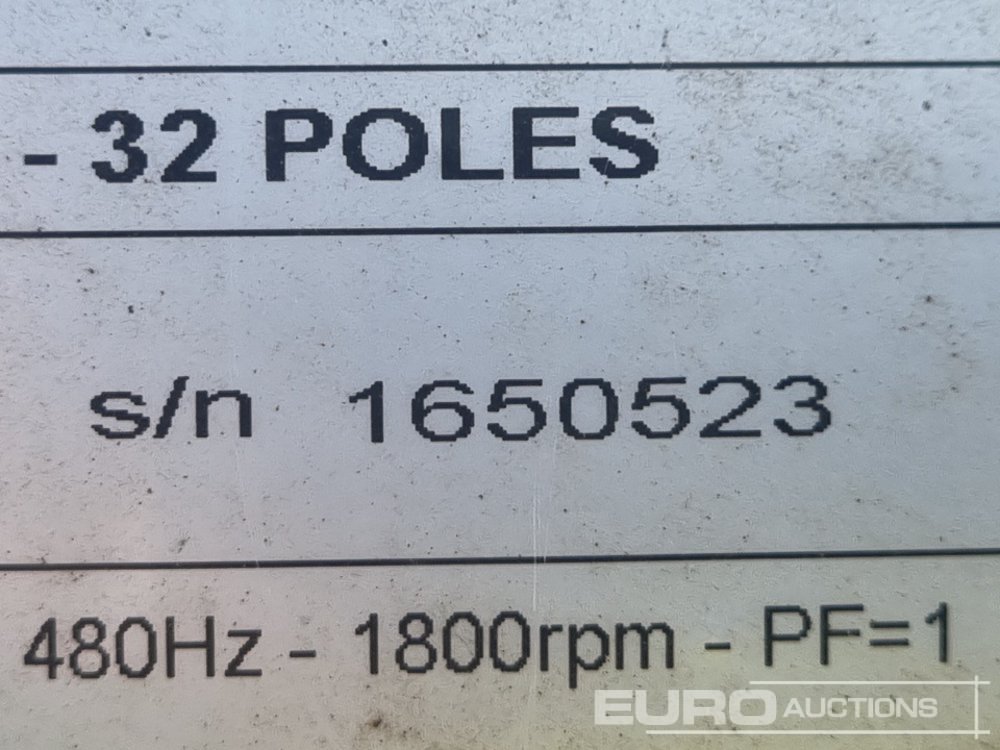 - 32 POLES
s/n 1650523
480Hz - 1800rpm - PF=1
EURO AUCTIONS